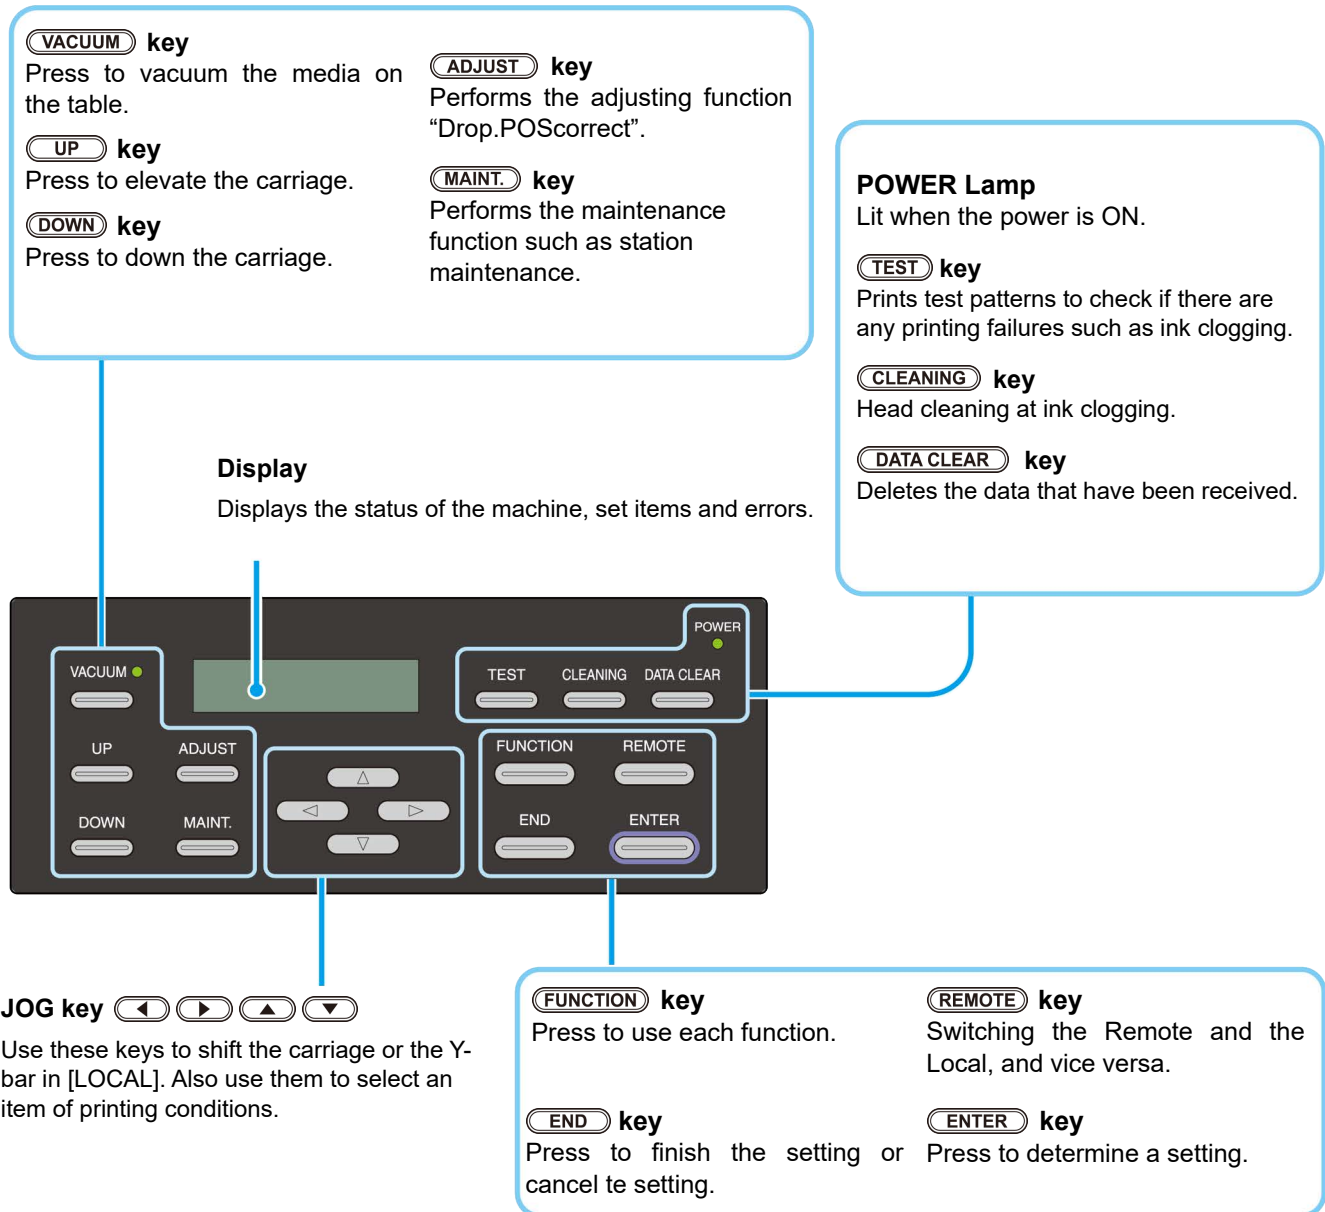 VACUUM key
Press to vacuum the media on
the table.
UP key
Press to elevate the carriage.
DOWN key
Press to down the carriage.
ADJUST key
Performs the adjusting function
“Drop.POScorrect”.
MAINT. key
Performs the maintenance
function such as station
maintenance.
POWER Lamp
Lit when the power is ON.
TEST key
Prints test patterns to check if there are
any printing failures such as ink clogging.
CLEANING key
Head cleaning at ink clogging.
DATA CLEAR key
Deletes the data that have been received.
Display
Displays the status of the machine, set items and errors.
POWER
VACUUM
TEST CLEANING DATA CLEAR
UP ADJUST
FUNCTION REMOTE
DOWN MAINT.
END ENTER
JOG key
Use these keys to shift the carriage or the Y-
bar in [LOCAL]. Also use them to select an
item of printing conditions.
FUNCTION key
Press to use each function.
REMOTE key
Switching the Remote and the
Local, and vice versa.
END key
Press to finish the setting or
cancel te setting.
ENTER key
Press to determine a setting.